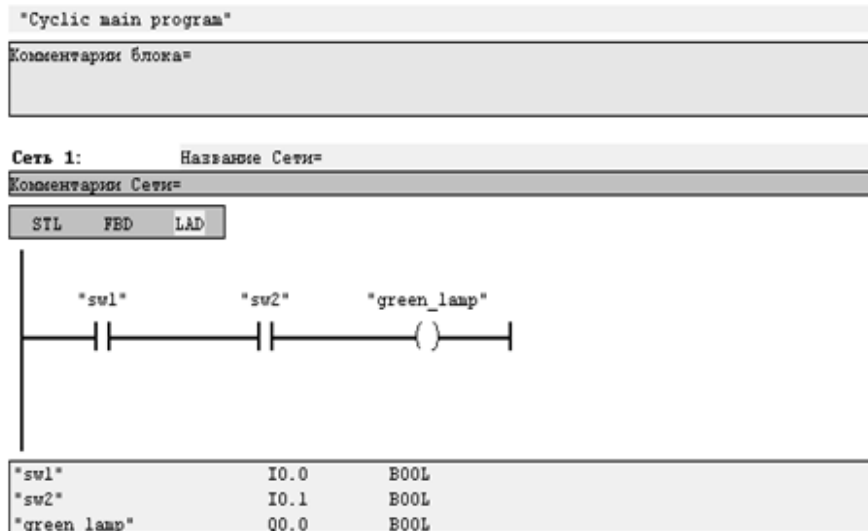 "Cyclic main program"
Комментарии блока=
Сеть 1: Название Сети=
Комментарии Сети=
STL FBD LAD
"sw1" "sw2" "green_lamp"
"sw1" I0.0 BOOL
"sw2" I0.1 BOOL
"green_lamp" Q0.0 BOOL